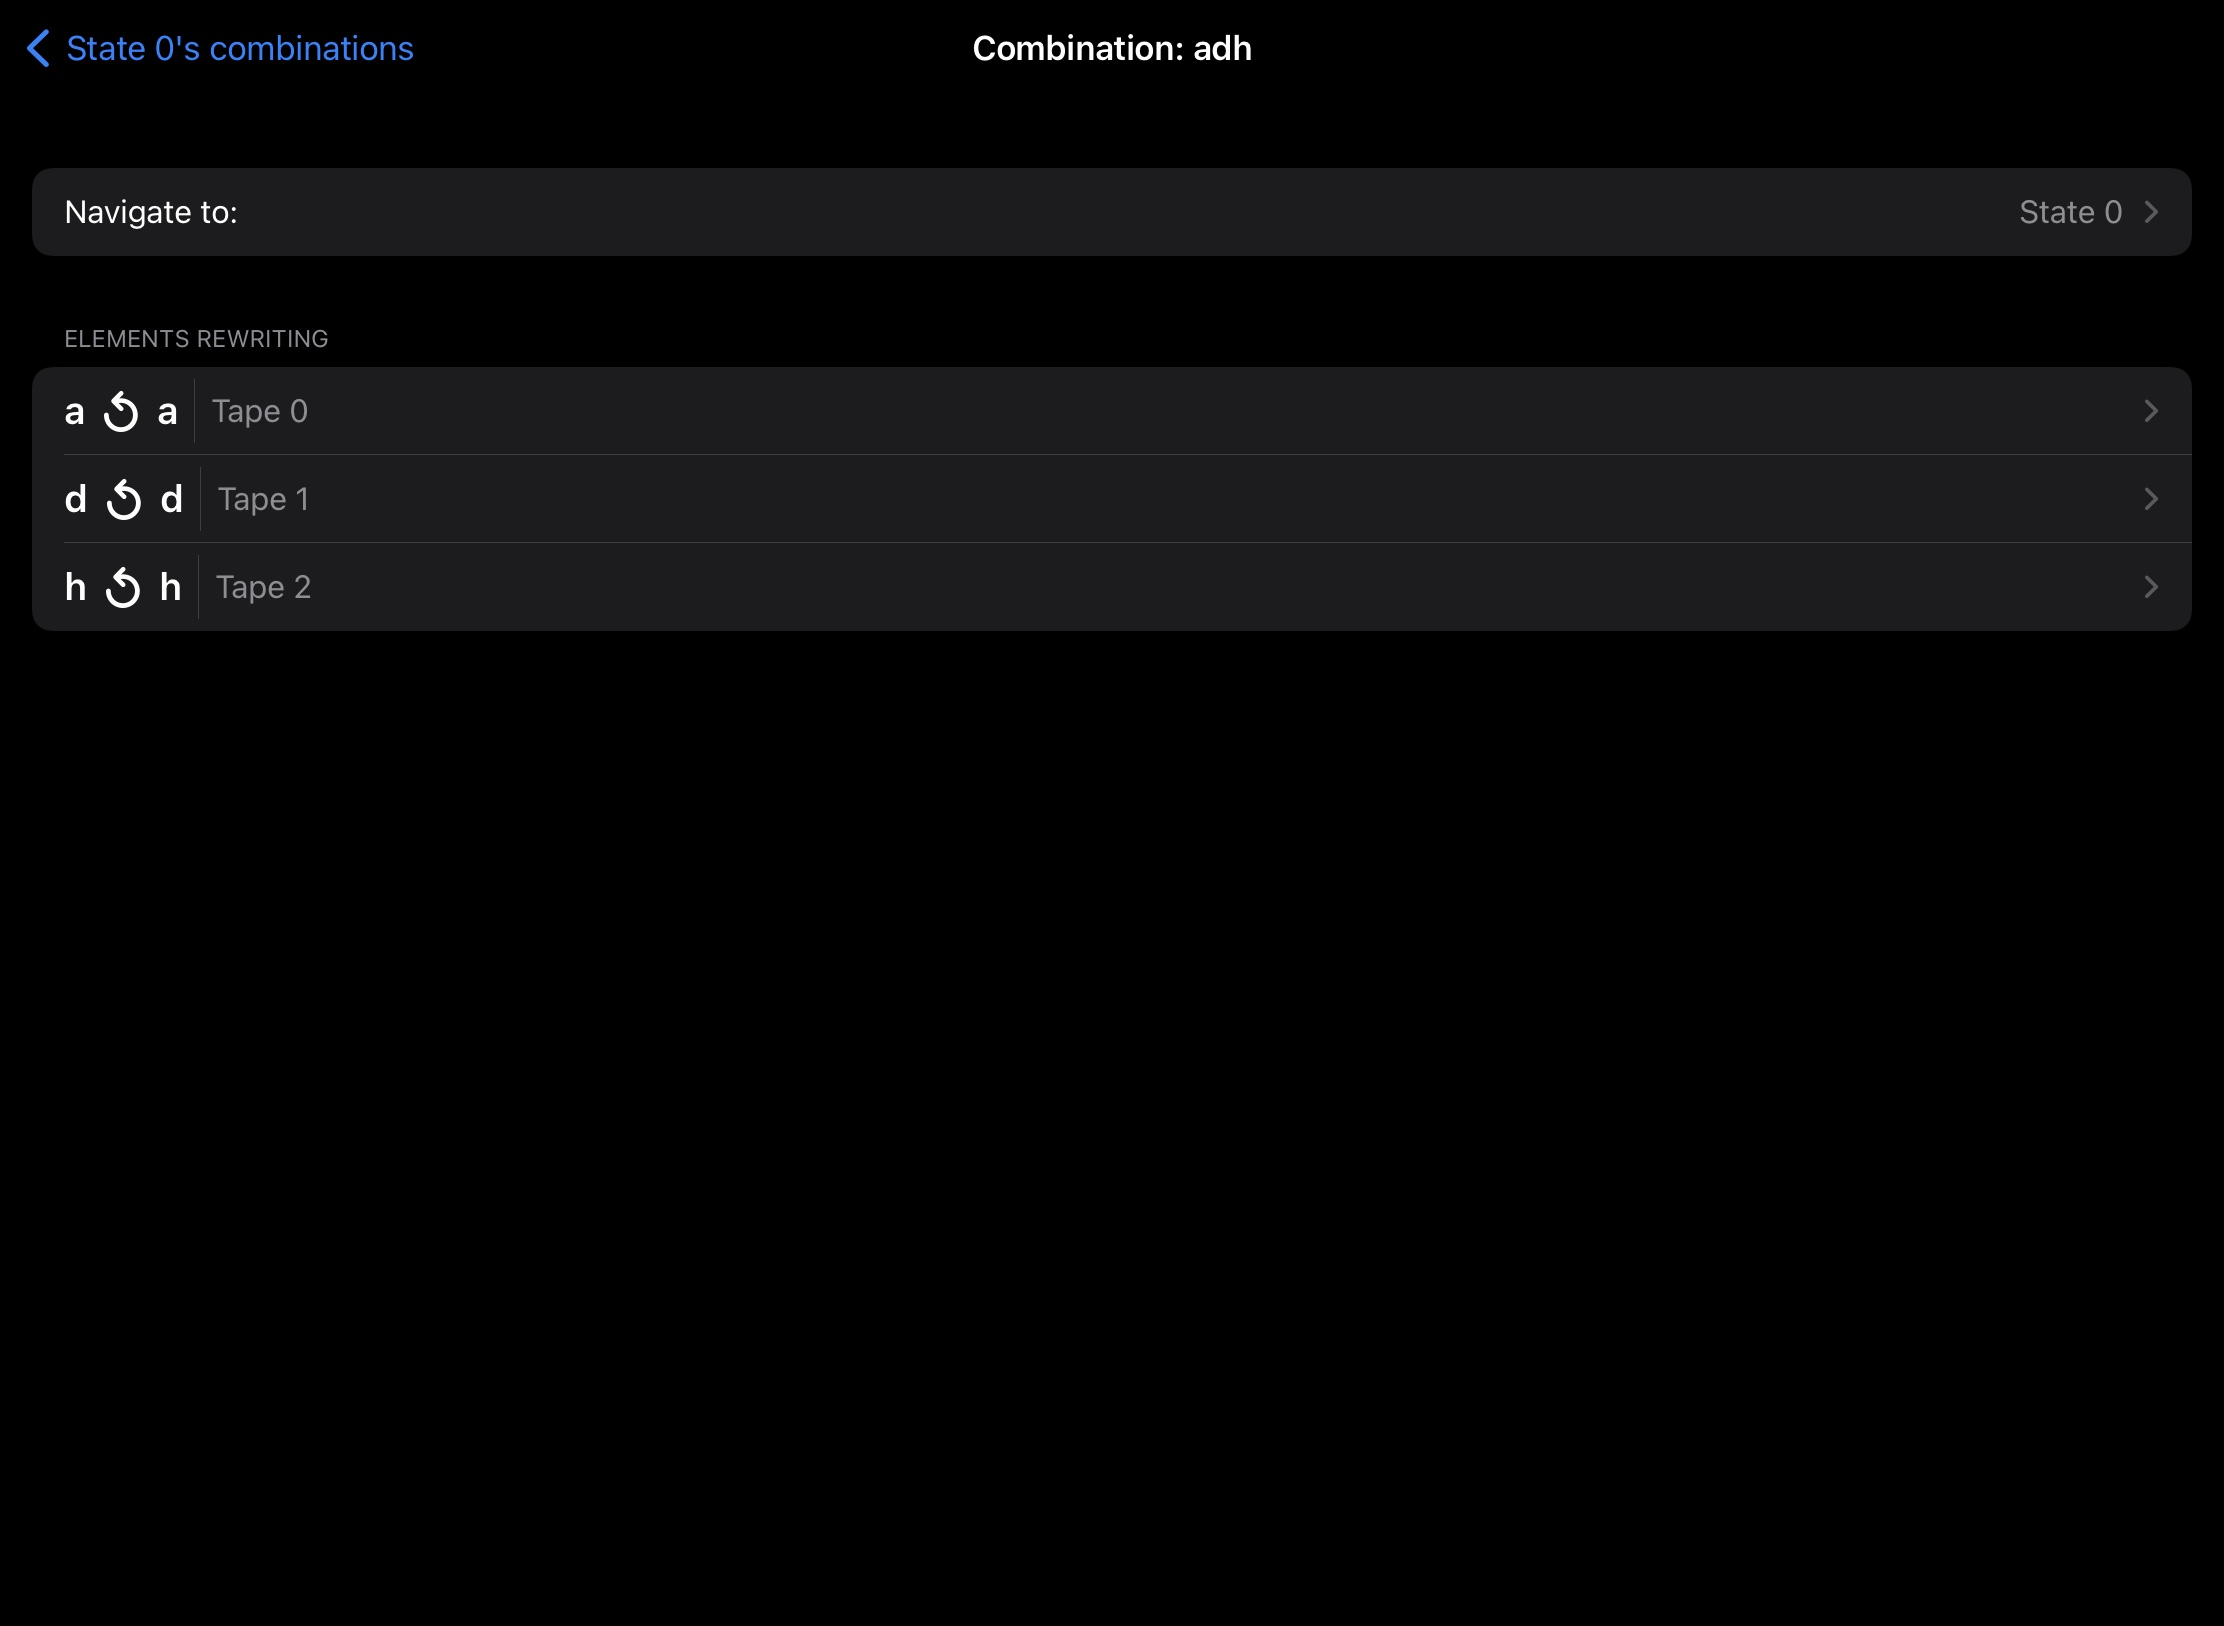 State 0's combinations
Combination: adh
Navigate to:
State 0
ELEMENTS REWRITING
a a Tape 0
d d Tape 1
h h Tape 2